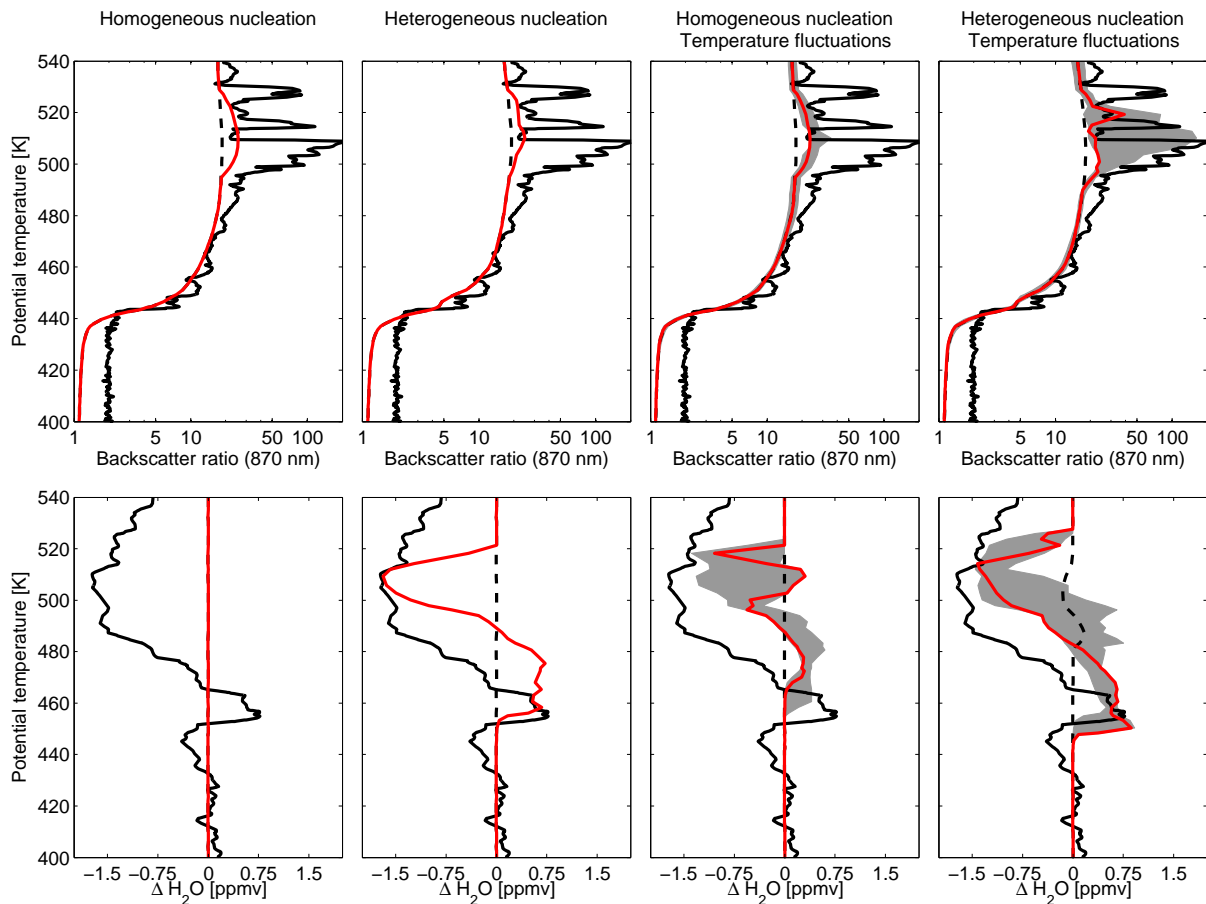 Homogeneous nucleation
Heterogeneous nucleation
Homogeneous nucleation
Temperature fluctuations
Heterogeneous nucleation
Temperature fluctuations
Potential temperature [K]
540
520
500
480
460
440
420
400
1 5 10 50 100
1 5 10 50 100
1 5 10 50 100
1 5 10 50 100
Backscatter ratio (870 nm)
Backscatter ratio (870 nm)
Backscatter ratio (870 nm)
Backscatter ratio (870 nm)
Potential temperature [K]
540
520
500
480
460
440
420
400
−1.5 −0.75 0 0.75 1.5
−1.5 −0.75 0 0.75 1.5
−1.5 −0.75 0 0.75 1.5
−1.5 −0.75 0 0.75 1.5
Δ H2O [ppmv]
Δ H2O [ppmv]
Δ H2O [ppmv]
Δ H2O [ppmv]